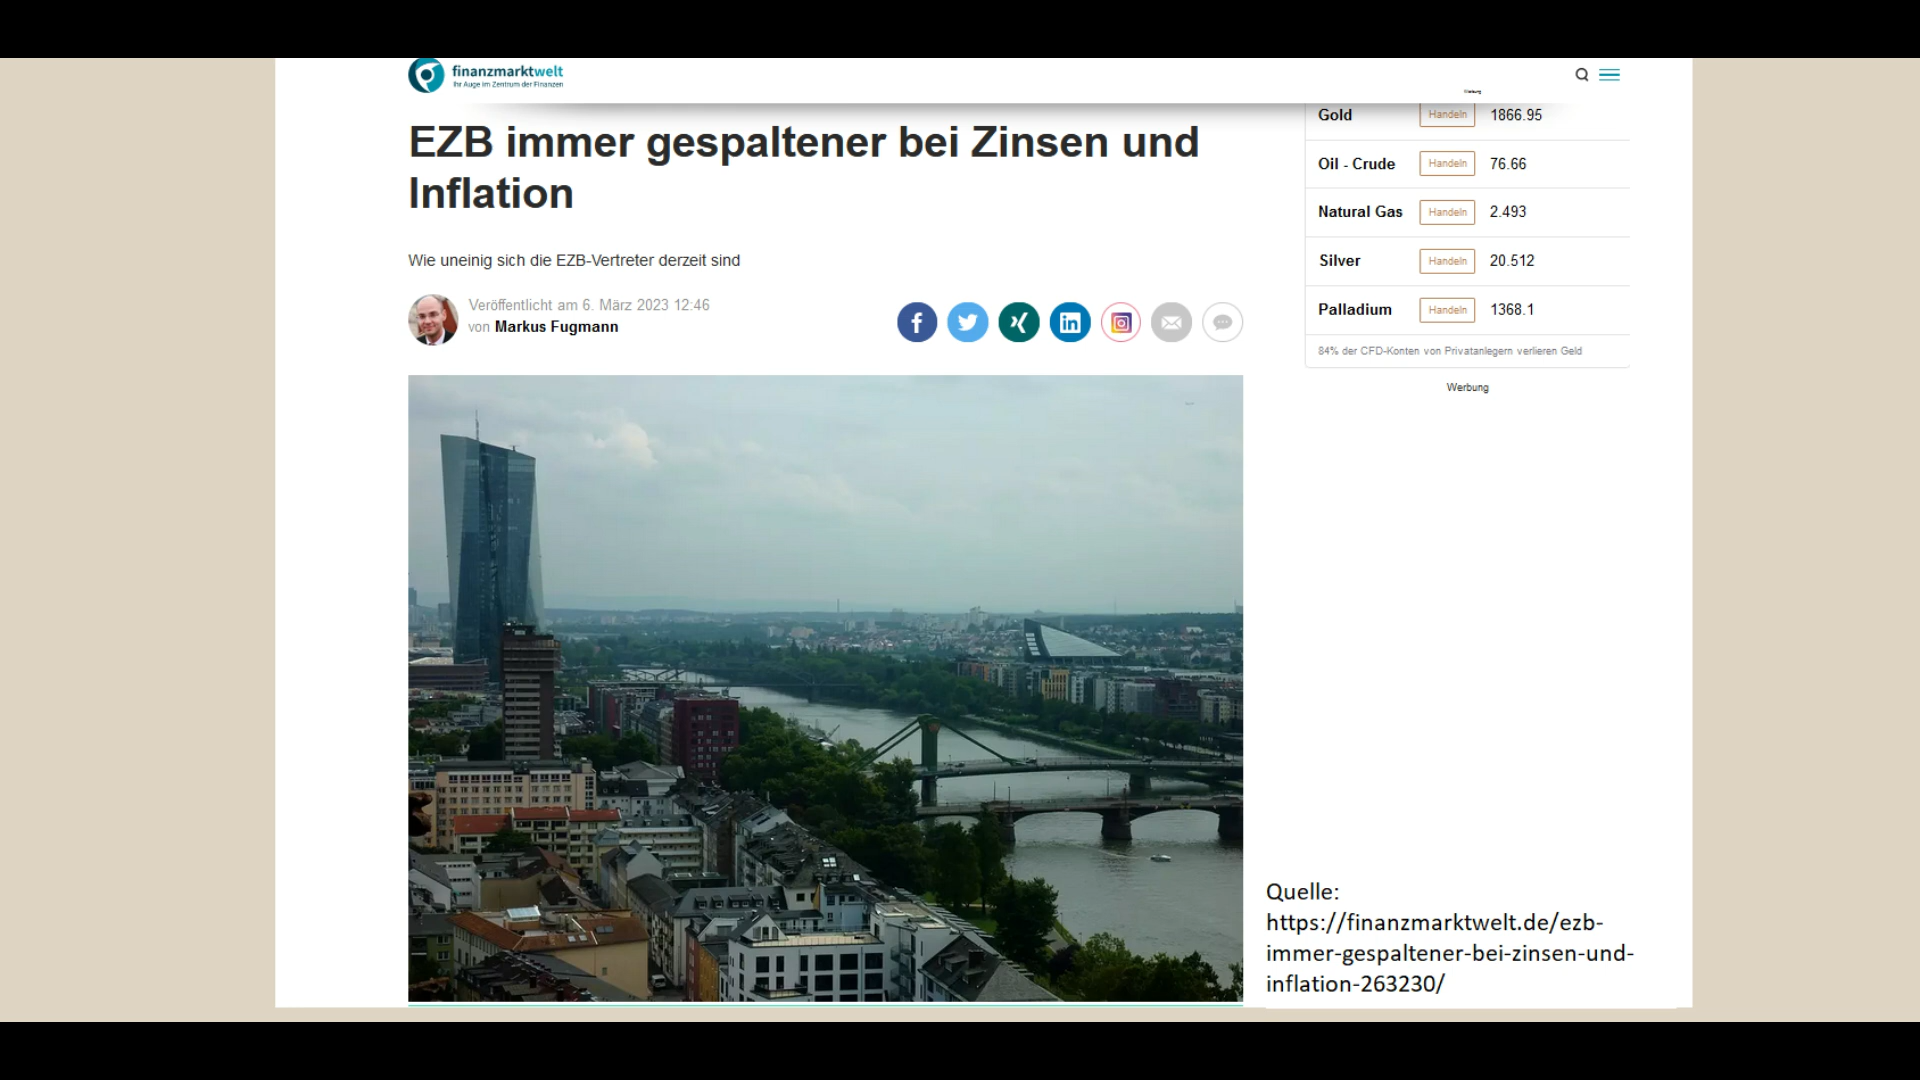 finanzmarktwelt
Ihr Auge im Zentrum der Finanzen
Werbung
EZB immer gespaltener bei Zinsen und
Inflation
Wie uneinig sich die EZB-Vertreter derzeit sind
Veröffentlicht am 6. März 2023 12:46
von Markus Fugmann
Gold Handeln 1866.95
Oil - Crude Handeln 76.66
Natural Gas Handeln 2.493
Silver Handeln 20.512
Palladium Handeln 1368.1
84% der CFD-Konten von Privatanlegern verlieren Geld
Werbung
Quelle:
https://finanzmarktwelt.de/ezb-
immer-gespaltener-bei-zinsen-und-
inflation-263230/